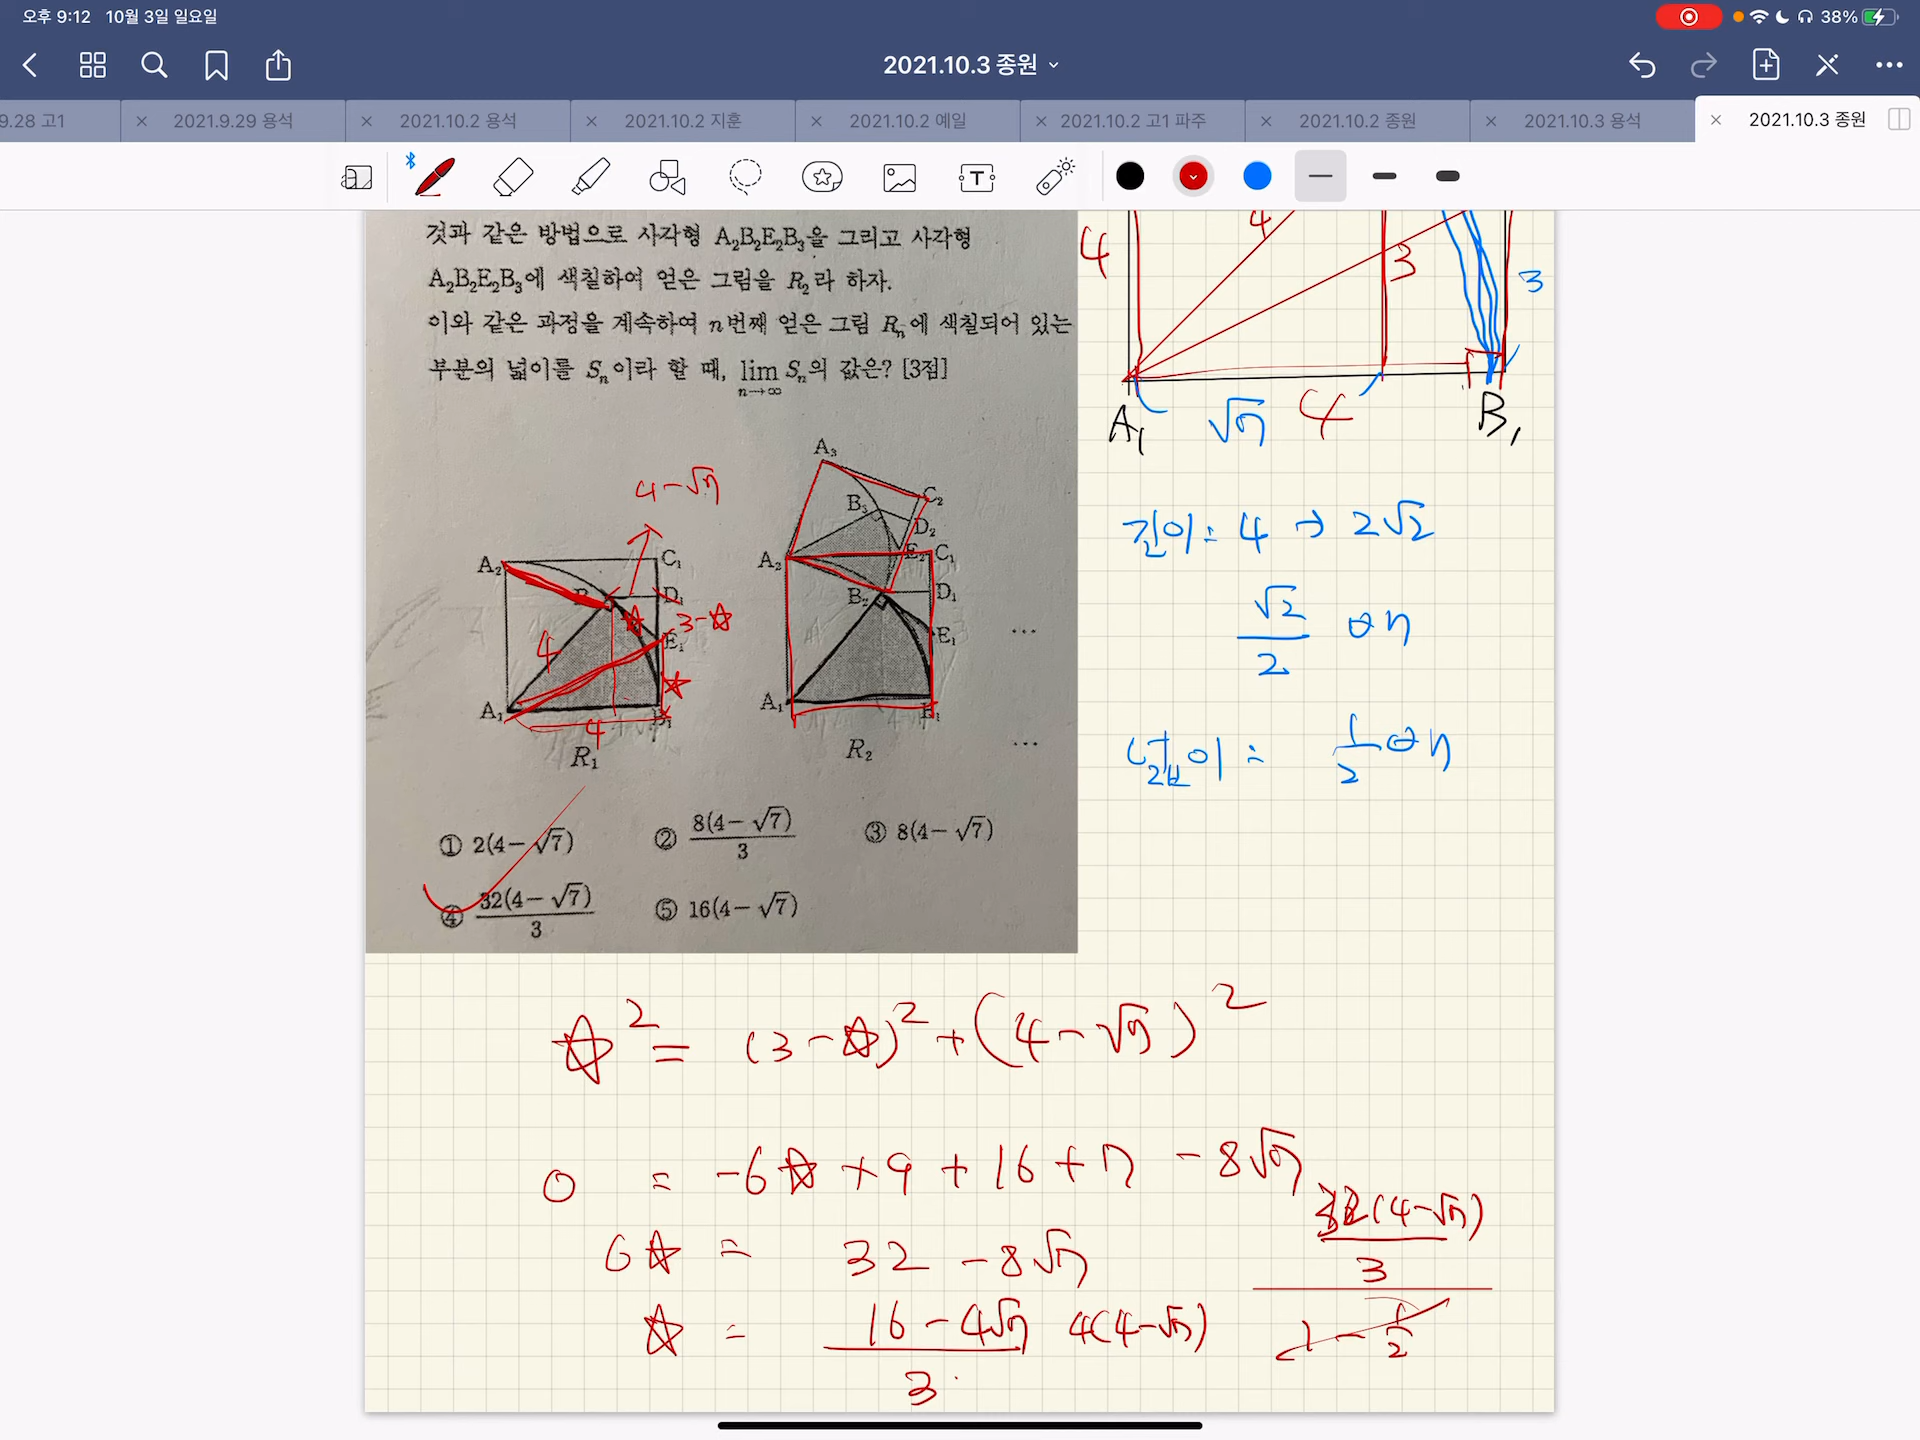 오후 9:12 10월 3일 일요일
38%
2021.10.3 종원
9.28 고1
2021.9.29 용석
2021.10.2 용석
2021.10.2 지훈
2021.10.2 예일
2021.10.2 고1 파주
2021.10.2 종원
2021.10.3 용석
2021.10.3 종원
것과 같은 방법으로 사각형 A₂B₂E₂B₃을 그리고 사각형
A₂B₂E₂B₃에 색칠하여 얻은 그림을 R₂라 하자.
이와 같은 과정을 계속하여 n번째 얻은 그림 Rₙ에 색칠되어 있는
부분의 넓이를 Sₙ이라 할 때, lim Sₙ의 값은? [3점]
n→∞
4
4
3
3
A₁ √7 4 B₁
4-√7
A₂ C₁
D₁
3-☆
☆
4
E₁
☆
A₁ B₁
4
R₁
A₃
B₃ C₂
D₂
A₂ E₂ C₁
B₂ D₁
E₁
A₁ B₁
R₂
...
...
길이 : 4 → 2√2
√2/2 배
넓이 : 1/2 배
① 2(4-√7)
② 8(4-√7)/3
③ 8(4-√7)
④ 32(4-√7)/3
⑤ 16(4-√7)
☆² = (3-☆)² + (4-√7)²
0 = -6☆ + 9 + 16 + 7 - 8√7
6☆ = 32 - 8√7
☆ = (16-4√7)/3 4(4-√7)
(4-√7)
3
1 - 1/2